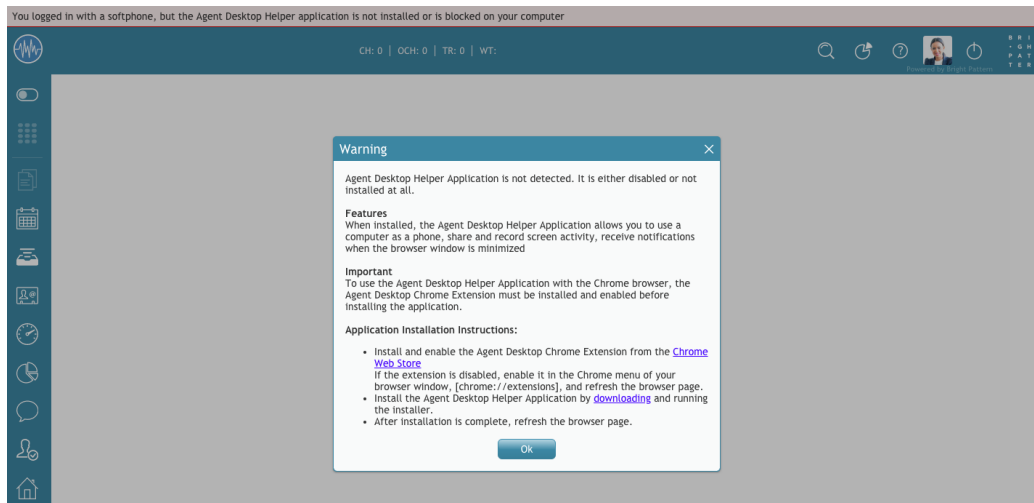 You logged in with a softphone, but the Agent Desktop Helper application is not installed or is blocked on your computer
CH: 0 | OCH: 0 | TR: 0 | WT:
B R I
- G H
P A T
T E R
Powered by Bright Pattern
Warning
Agent Desktop Helper Application is not detected. It is either disabled or not
installed at all.
Features
When installed, the Agent Desktop Helper Application allows you to use a
computer as a phone, share and record screen activity, receive notifications
when the browser window is minimized
Important
To use the Agent Desktop Helper Application with the Chrome browser, the
Agent Desktop Chrome Extension must be installed and enabled before
installing the application.
Application Installation Instructions:
• Install and enable the Agent Desktop Chrome Extension from the Chrome
Web Store
If the extension is disabled, enable it in the Chrome menu of your
browser window, [chrome://extensions], and refresh the browser page.
• Install the Agent Desktop Helper Application by downloading and running
the installer.
• After installation is complete, refresh the browser page.
Ok